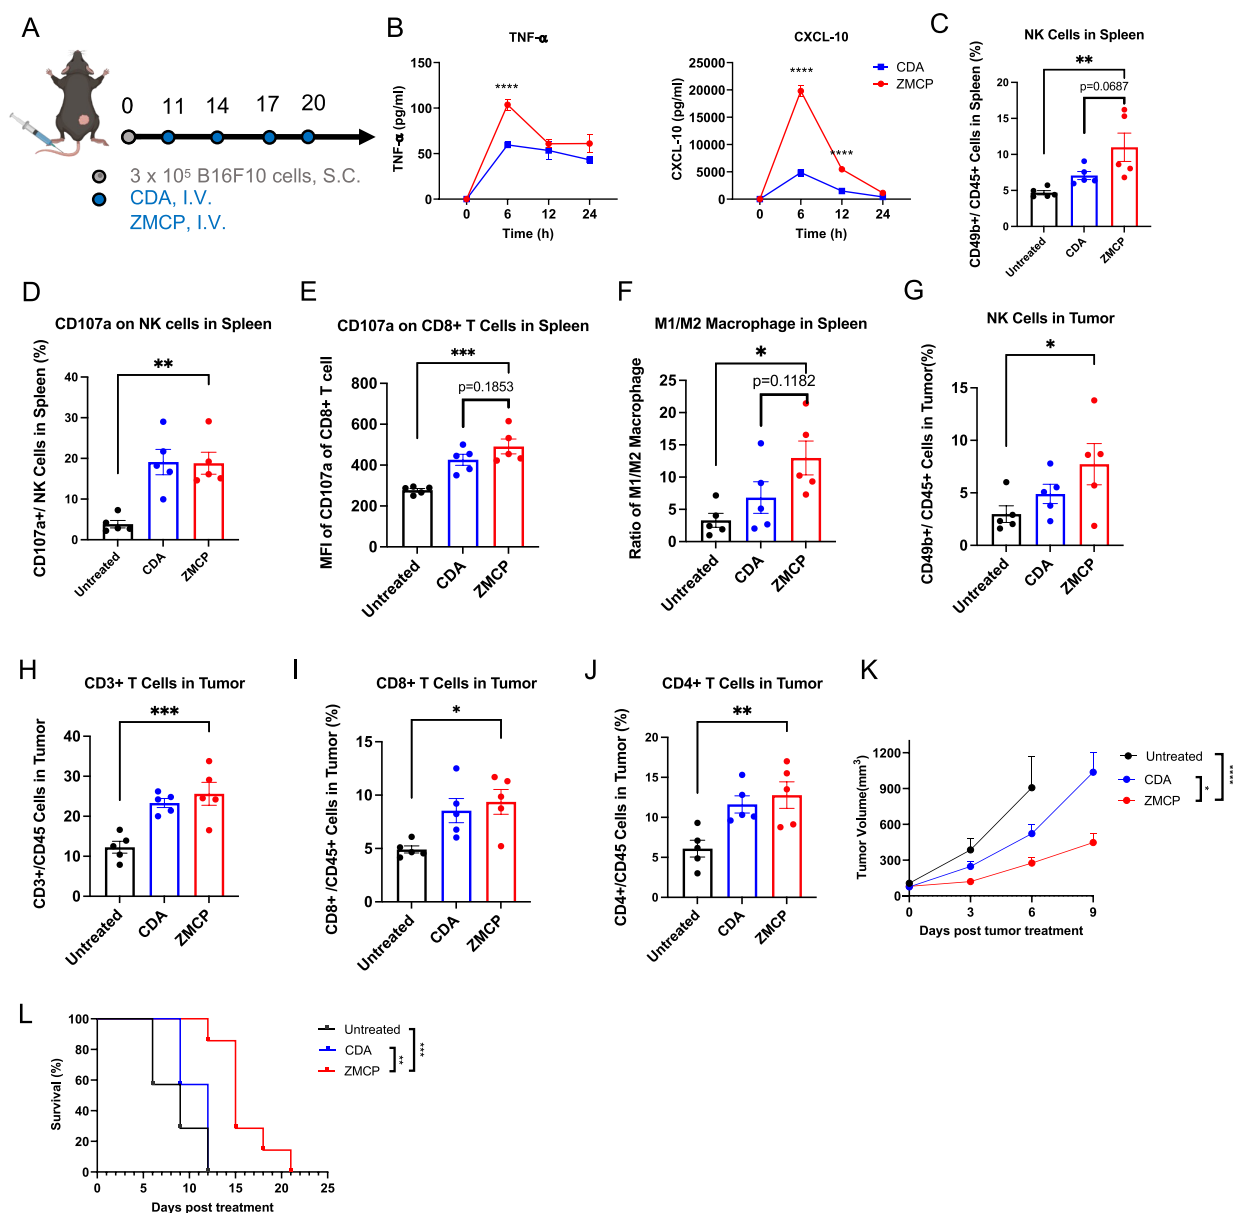 A
0 11 14 17 20
3 x 10⁵ B16F10 cells, S.C.
CDA, I.V.
ZMCP, I.V.
B
TNF-α
TNF-α (pg/ml)
150
100
50
0
****
0 6 12 24
Time (h)
CXCL-10
CXCL-10 (pg/ml)
25000
20000
15000
10000
5000
0
****
****
0 6 12 24
Time (h)
CDA
ZMCP
C
NK Cells in Spleen
CD49b+/ CD45+ Cells in Spleen (%)
20
15
10
5
0
**
p=0.0687
Untreated
CDA
ZMCP
D
CD107a on NK cells in Spleen
CD107a+/ NK Cells in Spleen (%)
40
30
20
10
0
**
Untreated
CDA
ZMCP
E
CD107a on CD8+ T Cells in Spleen
MFI of CD107a of CD8+ T cell
800
600
400
200
0
***
p=0.1853
Untreated
CDA
ZMCP
F
M1/M2 Macrophage in Spleen
Ratio of M1/M2 Macrophage
25
20
15
10
5
0
*
p=0.1182
Untreated
CDA
ZMCP
G
NK Cells in Tumor
CD49b+/ CD45+ Cells in Tumor(%)
15
10
5
0
*
Untreated
CDA
ZMCP
H
CD3+ T Cells in Tumor
CD3+/CD45 Cells in Tumor
40
30
20
10
0
***
Untreated
CDA
ZMCP
I
CD8+ T Cells in Tumor
CD8+ /CD45+ Cells in Tumor (%)
15
10
5
0
*
Untreated
CDA
ZMCP
J
CD4+ T Cells in Tumor
CD4+/CD45 Cells in Tumor (%)
20
15
10
5
0
**
Untreated
CDA
ZMCP
K
Tumor Volume(mm³)
1200
900
600
300
0
0 3 6 9
Days post tumor treatment
Untreated
CDA
ZMCP
*
****
L
Survival (%)
100
80
60
40
20
0
0 5 10 15 20 25
Days post treatment
Untreated
CDA
ZMCP
**
***